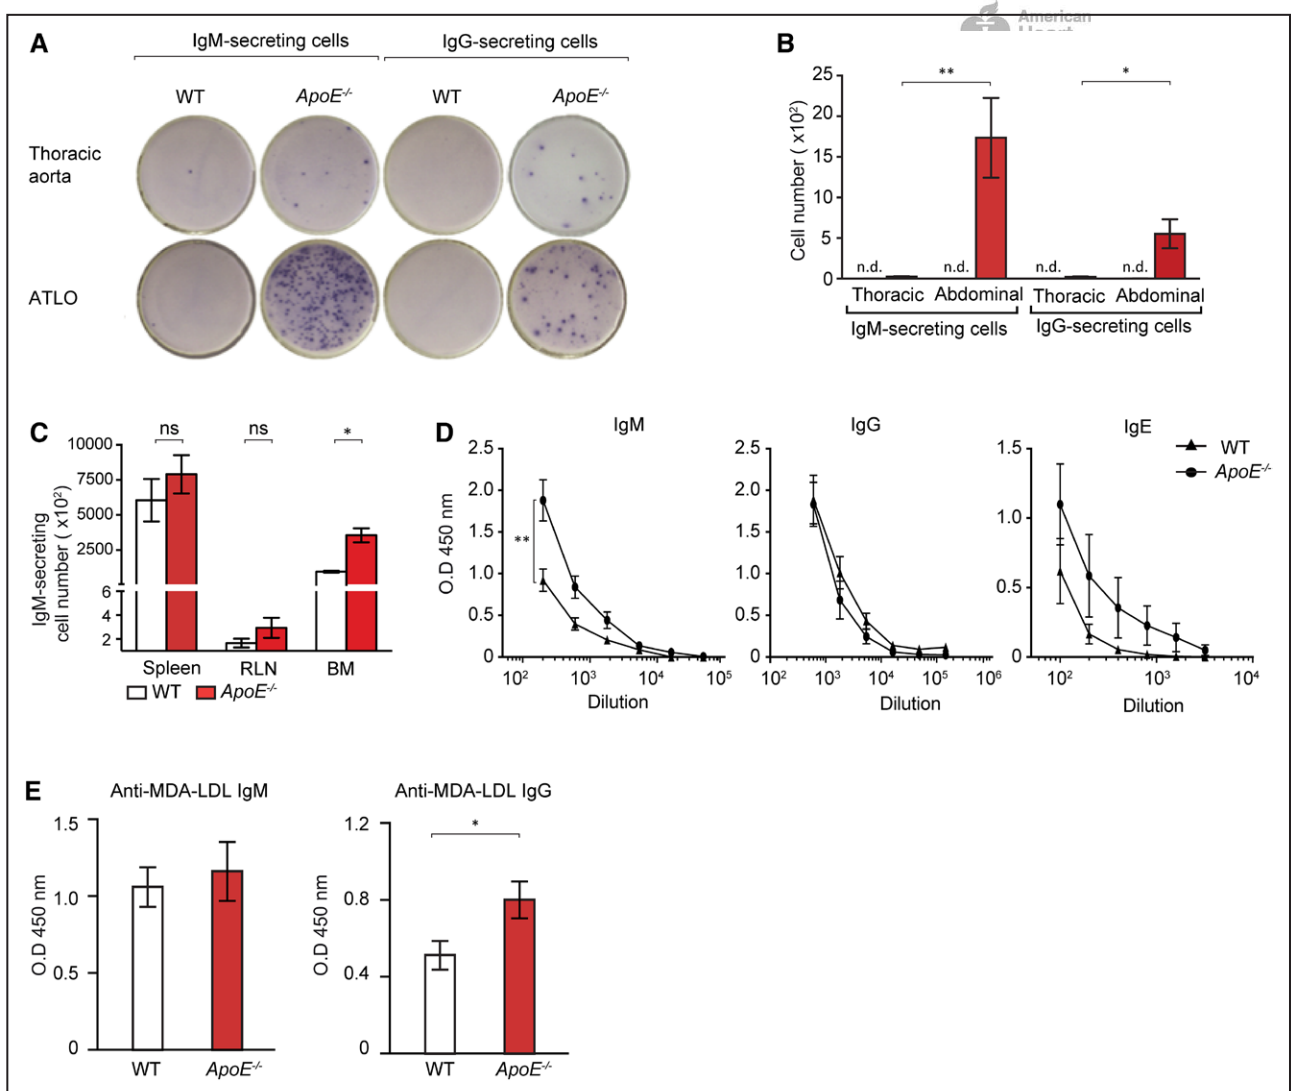 American
Heart
A
IgM-secreting cells
IgG-secreting cells
WT
ApoE-/-
WT
ApoE-/-
Thoracic
aorta
ATLO
B
Cell number ( x10²)
25
20
15
10
5
0
**
*
n.d.
n.d.
n.d.
n.d.
Thoracic
Abdominal
Thoracic
Abdominal
IgM-secreting cells
IgG-secreting cells
C
IgM-secreting
cell number ( x10²)
10000
7500
5000
2500
6
4
2
ns
ns
*
Spleen
RLN
BM
WT
ApoE-/-
D
O.D 450 nm
IgM
2.5
2.0
1.5
1.0
0.5
0
**
10²
10³
10⁴
10⁵
Dilution
IgG
2.5
2.0
1.5
1.0
0.5
0
10²
10³
10⁴
10⁵
10⁶
Dilution
IgE
1.5
1.0
0.5
0
10²
10³
10⁴
Dilution
WT
ApoE-/-
E
Anti-MDA-LDL IgM
O.D 450 nm
1.5
1.0
0.5
0
WT
ApoE-/-
Anti-MDA-LDL IgG
O.D 450 nm
1.2
0.8
0.4
0
*
WT
ApoE-/-